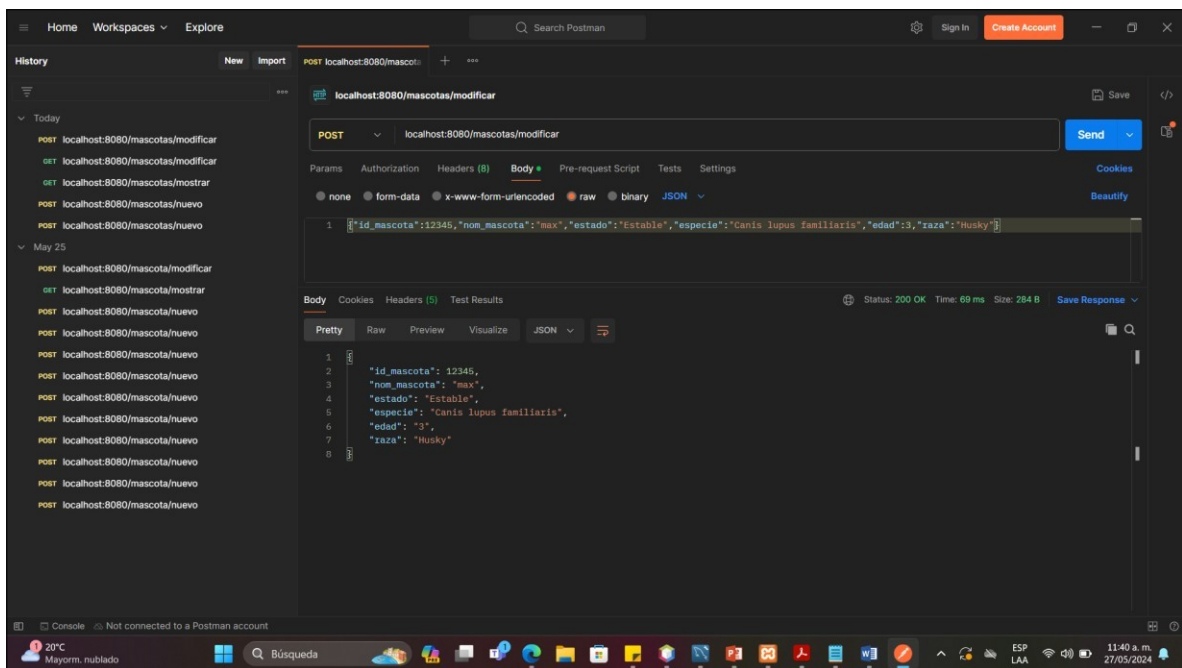 Home Workspaces Explore Search Postman Sign In Create Account
History New Import POST localhost:8080/mascota
localhost:8080/mascotas/modificar Save
Today
POST localhost:8080/mascotas/modificar
GET localhost:8080/mascotas/modificar
GET localhost:8080/mascotas/mostrar
POST localhost:8080/mascotas/nuevo
POST localhost:8080/mascotas/nuevo
May 25
POST localhost:8080/mascota/modificar
GET localhost:8080/mascota/mostrar
POST localhost:8080/mascota/nuevo
POST localhost:8080/mascota/nuevo
POST localhost:8080/mascota/nuevo
POST localhost:8080/mascota/nuevo
POST localhost:8080/mascota/nuevo
POST localhost:8080/mascota/nuevo
POST localhost:8080/mascota/nuevo
POST localhost:8080/mascota/nuevo
POST localhost:8080/mascota/nuevo
POST localhost:8080/mascota/nuevo
POST localhost:8080/mascotas/modificar Send
Params Authorization Headers (8) Body Pre-request Script Tests Settings Cookies
none form-data x-www-form-urlencoded raw binary JSON Beautify
1 {"id_mascota":12345,"nom_mascota":"max","estado":"Estable","especie":"Canis lupus familiaris","edad":3,"raza":"Husky"}
Body Cookies Headers (5) Test Results Status: 200 OK Time: 69 ms Size: 284 B Save Response
Pretty Raw Preview Visualize JSON
1 {
2 "id_mascota": 12345,
3 "nom_mascota": "max",
4 "estado": "Estable",
5 "especie": "Canis lupus familiaris",
6 "edad": "3",
7 "raza": "Husky"
8 }
Console Not connected to a Postman account
1 20°C
Mayorm. nublado
Búsqueda
ESP
LAA
11:40 a. m.
27/05/2024